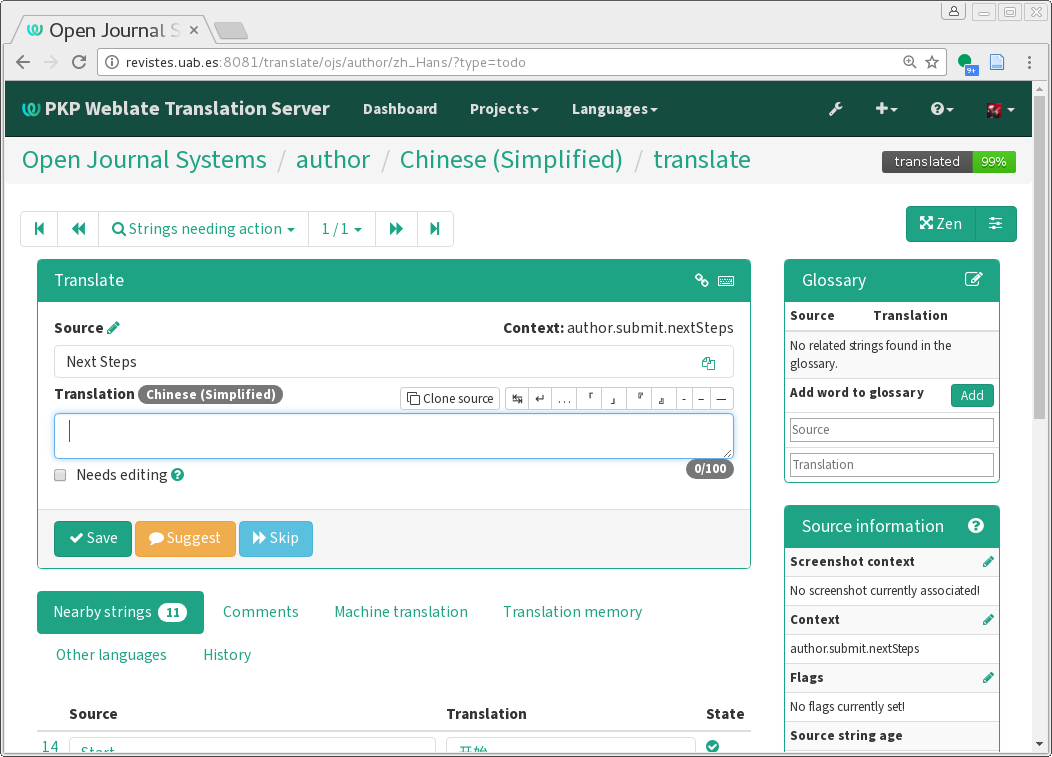 Open Journal S
revistes.uab.es:8081/translate/ojs/author/zh_Hans/?type=todo
9+
PKP Weblate Translation Server
Dashboard
Projects
Languages
Open Journal Systems / author / Chinese (Simplified) / translate
translated 99%
Strings needing action
1 / 1
Zen
Translate
Source
Context: author.submit.nextSteps
Next Steps
Translation Chinese (Simplified)
Clone source
↹ ↵ … 「 」 『 』 - – —
0/100
Needs editing
Save
Suggest
Skip
Nearby strings 11
Comments
Machine translation
Translation memory
Other languages
History
Source Translation State
14 Start 开始
Glossary
Source Translation
No related strings found in the
glossary.
Add word to glossary
Add
Source
Translation
Source information
Screenshot context
No screenshot currently associated!
Context
author.submit.nextSteps
Flags
No flags currently set!
Source string age